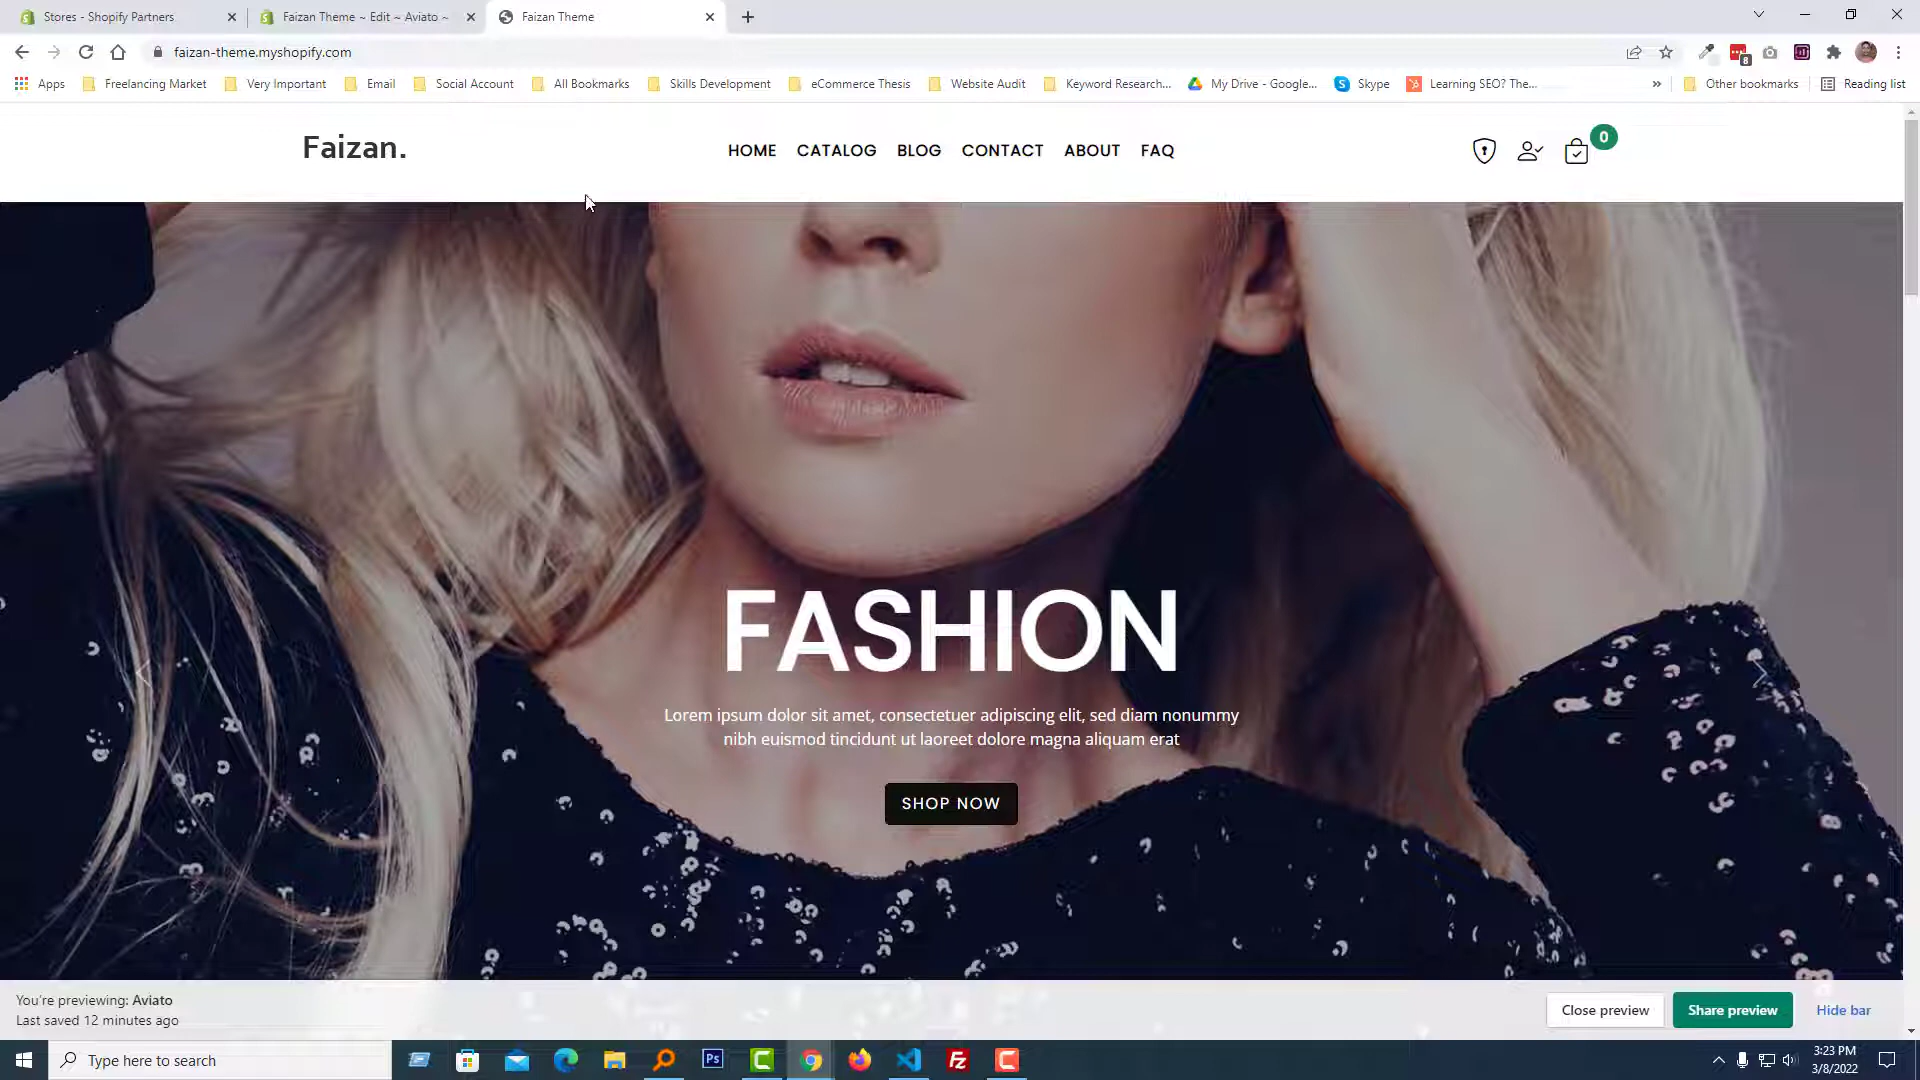 Stores - Shopify Partners
Faizan Theme ~ Edit ~ Aviato ~
Faizan Theme
faizan-theme.myshopify.com
8
Apps
Freelancing Market
Very Important
Email
Social Account
All Bookmarks
Skills Development
eCommerce Thesis
Website Audit
Keyword Research...
My Drive - Google...
Skype
Learning SEO? The...
»
Other bookmarks
Reading list
Faizan.
HOME CATALOG BLOG CONTACT ABOUT FAQ
0
FASHION
Lorem ipsum dolor sit amet, consectetuer adipiscing elit, sed diam nonummy
nibh euismod tincidunt ut laoreet dolore magna aliquam erat
SHOP NOW
You're previewing: Aviato
Last saved 12 minutes ago
Close preview
Share preview
Hide bar
Type here to search
Ps
Fz
3:23 PM
3/8/2022